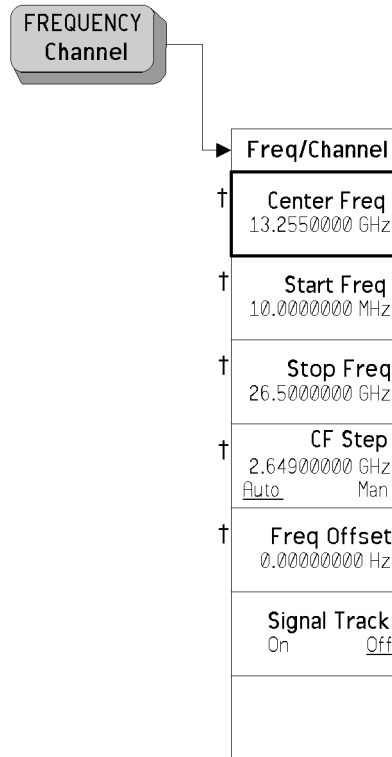 FREQUENCY
Channel
Freq/Channel
† Center Freq
13.2550000 GHz
† Start Freq
10.0000000 MHz
† Stop Freq
26.5000000 GHz
† CF Step
2.64900000 GHz
Auto Man
† Freq Offset
0.00000000 Hz
Signal Track
On Off